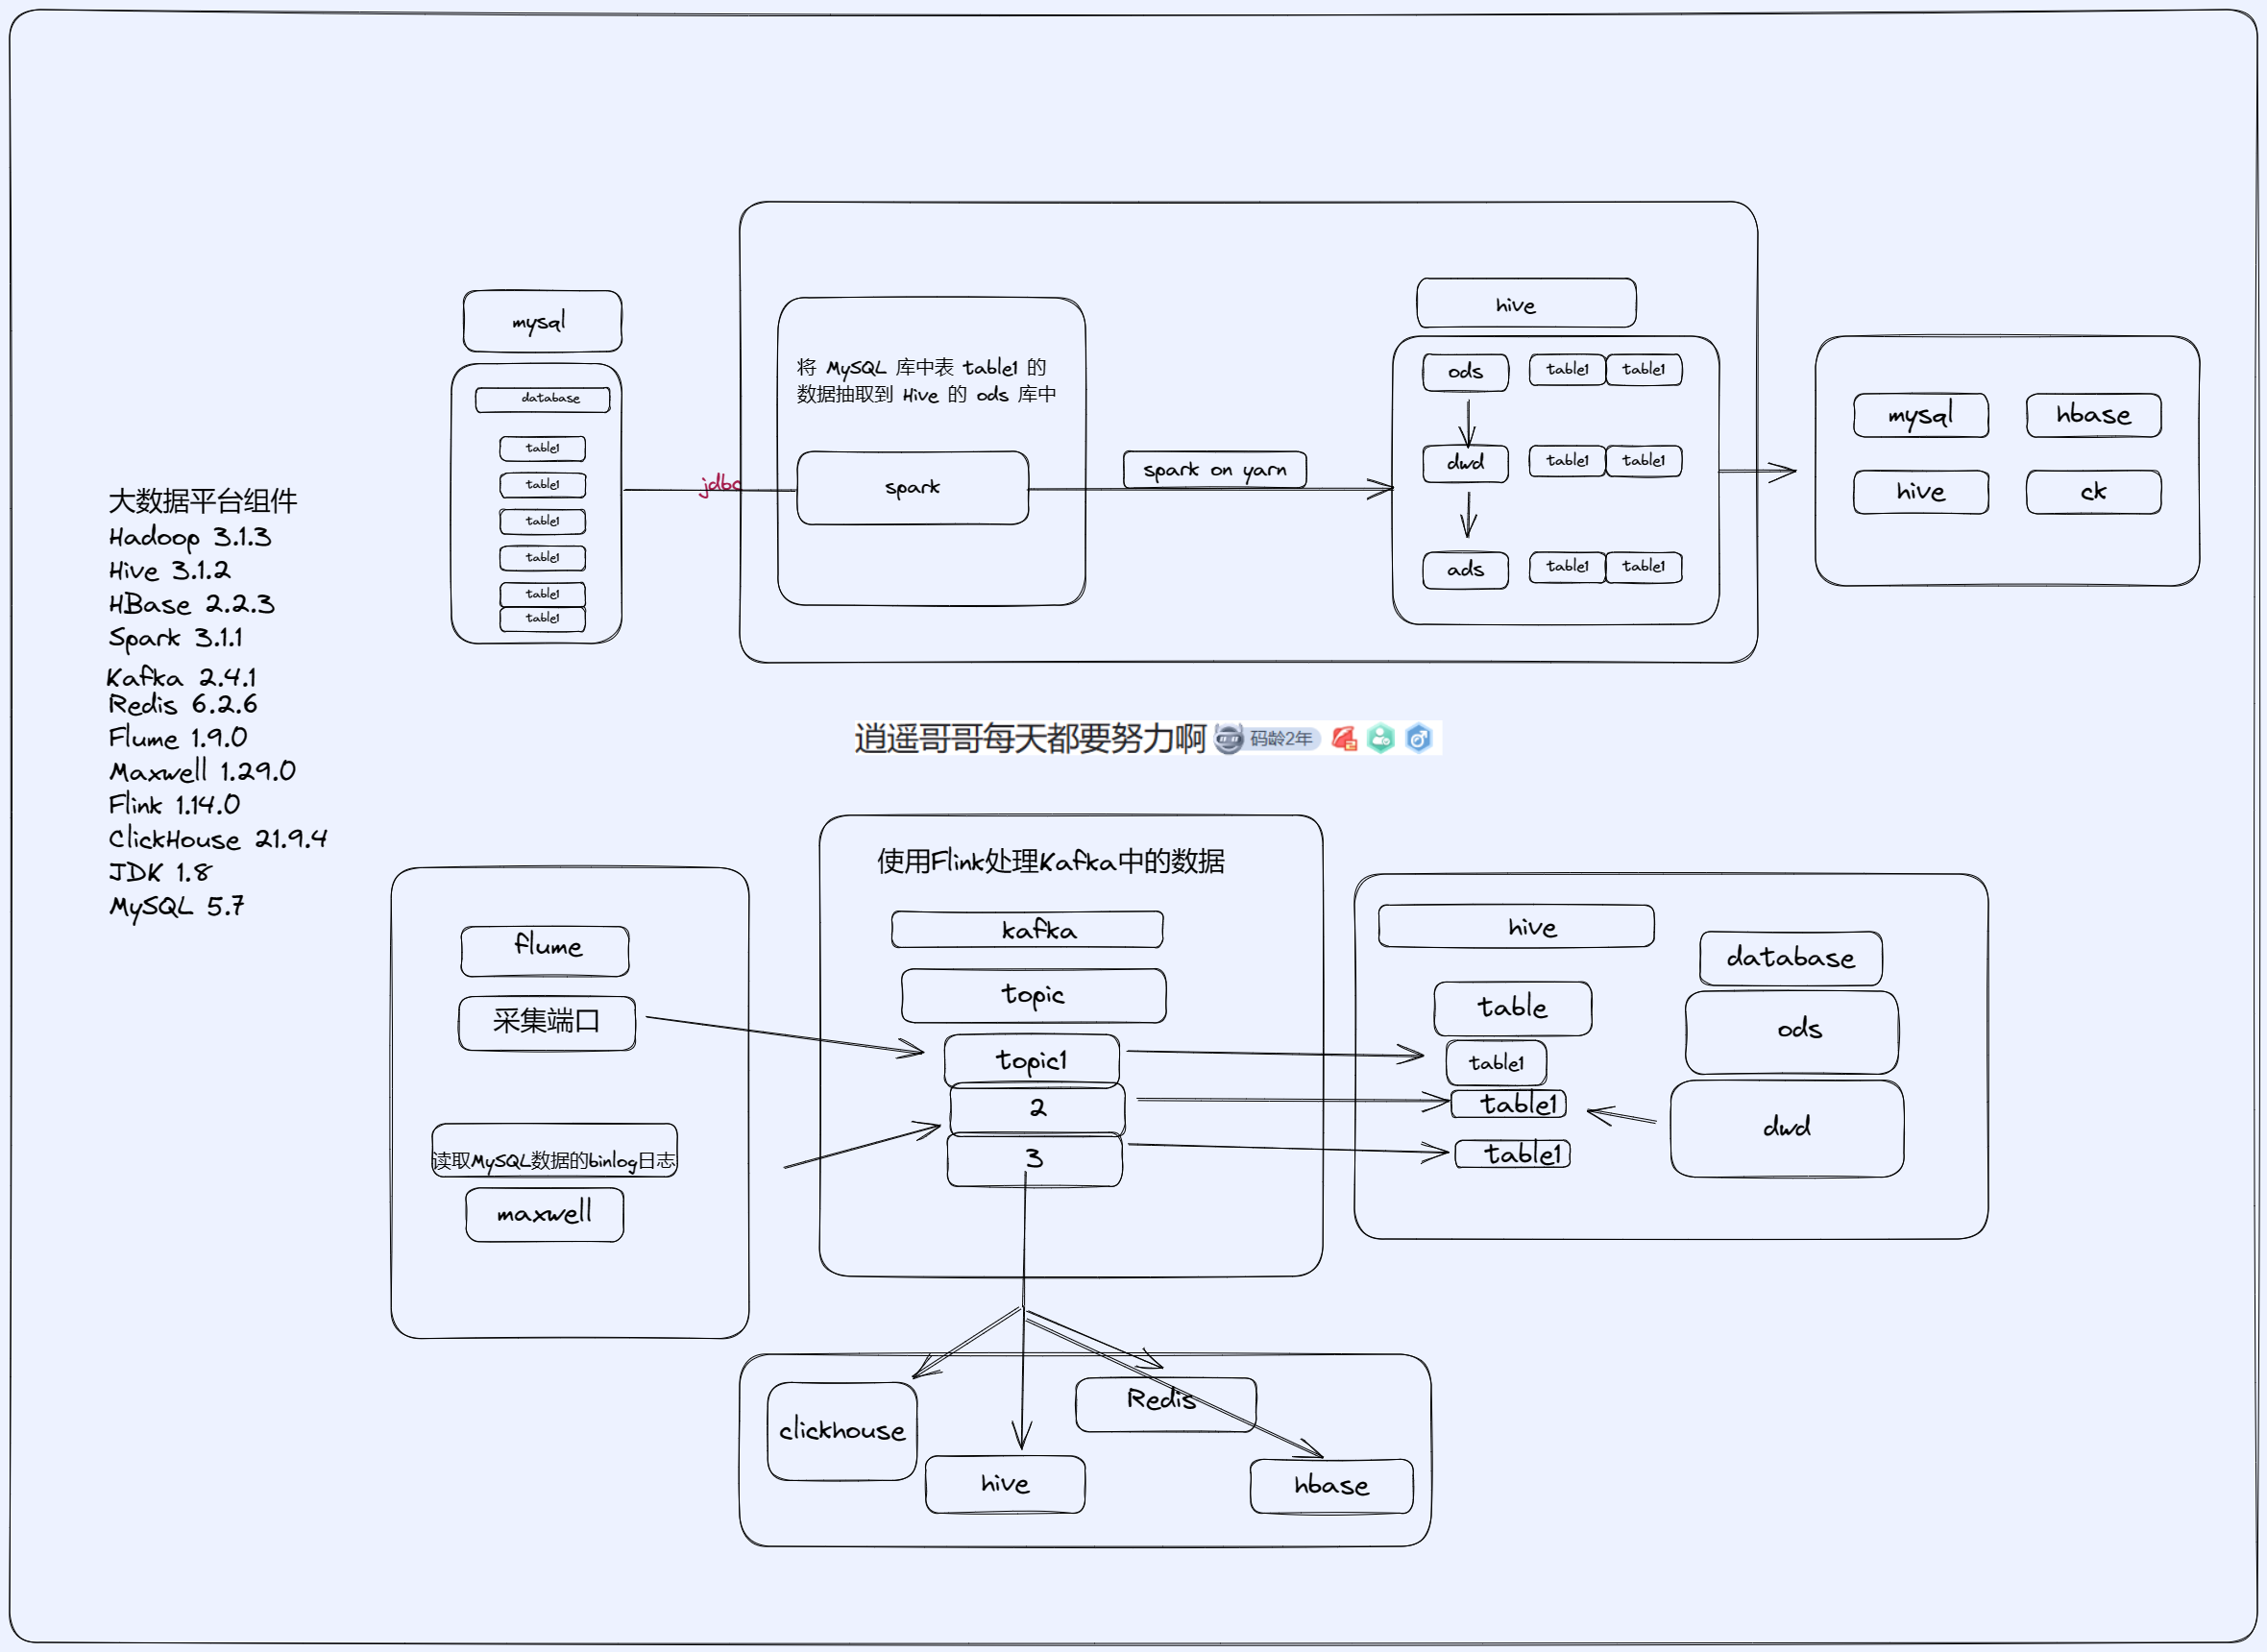 mysql
database
table1
table1
table1
table1
table1
table1
jdbc
将 MySQL 库中表 table1 的
数据抽取到 Hive 的 ods 库中
spark
spark on yarn
hive
ods table1 table1
dwd table1 table1
ads table1 table1
mysql hbase
hive ck
大数据平台组件
Hadoop 3.1.3
Hive 3.1.2
HBase 2.2.3
Spark 3.1.1
Kafka 2.4.1
Redis 6.2.6
Flume 1.9.0
Maxwell 1.29.0
Flink 1.14.0
ClickHouse 21.9.4
JDK 1.8
MySQL 5.7
逍遥哥哥每天都要努力啊 码龄2年
flume
采集端口
读取MySQL数据的binlog日志
maxwell
使用Flink处理Kafka中的数据
kafka
topic
topic1
2
3
hive
table
table1
table1
table1
database
ods
dwd
clickhouse
hive
Redis
hbase